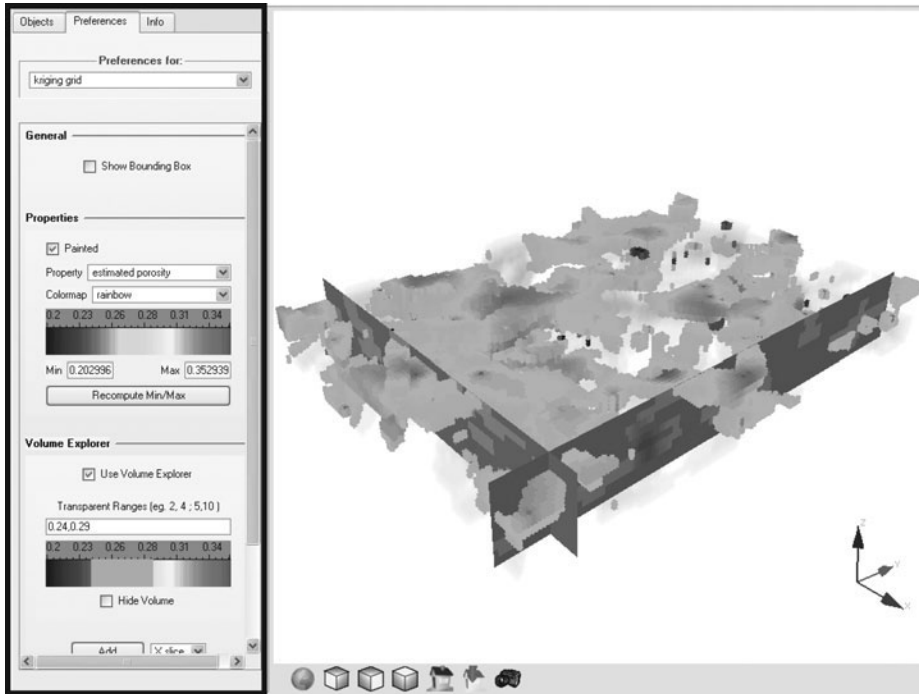 Objects Preferences Info
Preferences for:
kriging grid
General
Show Bounding Box
Properties
Painted
Property estimated porosity
Colormap rainbow
0.2 0.23 0.26 0.28 0.31 0.34
Min 0.202996 Max 0.352939
Recompute Min/Max
Volume Explorer
Use Volume Explorer
Transparent Ranges (eg. 2, 4 ; 5,10 )
0.24,0.29
0.2 0.23 0.26 0.28 0.31 0.34
Hide Volume
Add X slice
Z
Y
X